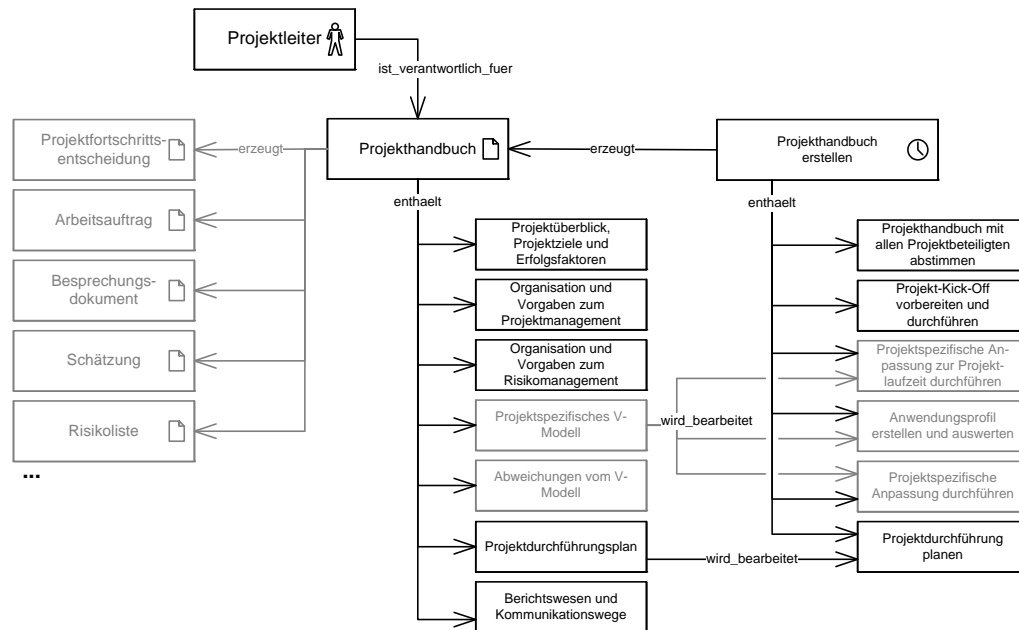 Projektleiter
ist_verantwortlich_fuer
Projektfortschritts-
entscheidung
erzeugt
Projekthandbuch
erzeugt
Projekthandbuch
erstellen
Arbeitsauftrag
Besprechungs-
dokument
Schätzung
Risikoliste
...
enthaelt
Projektüberblick,
Projektziele und
Erfolgsfaktoren
Organisation und
Vorgaben zum
Projektmanagement
Organisation und
Vorgaben zum
Risikomanagement
Projektspezifisches V-
Modell
Abweichungen vom V-
Modell
Projektdurchführungsplan
Berichtswesen und
Kommunikationswege
wird_bearbeitet
wird_bearbeitet
enthaelt
Projekthandbuch mit
allen Projektbeteiligten
abstimmen
Projekt-Kick-Off
vorbereiten und
durchführen
Projektspezifische An-
passung zur Projekt-
laufzeit durchführen
Anwendungsprofil
erstellen und auswerten
Projektspezifische
Anpassung durchführen
Projektdurchführung
planen